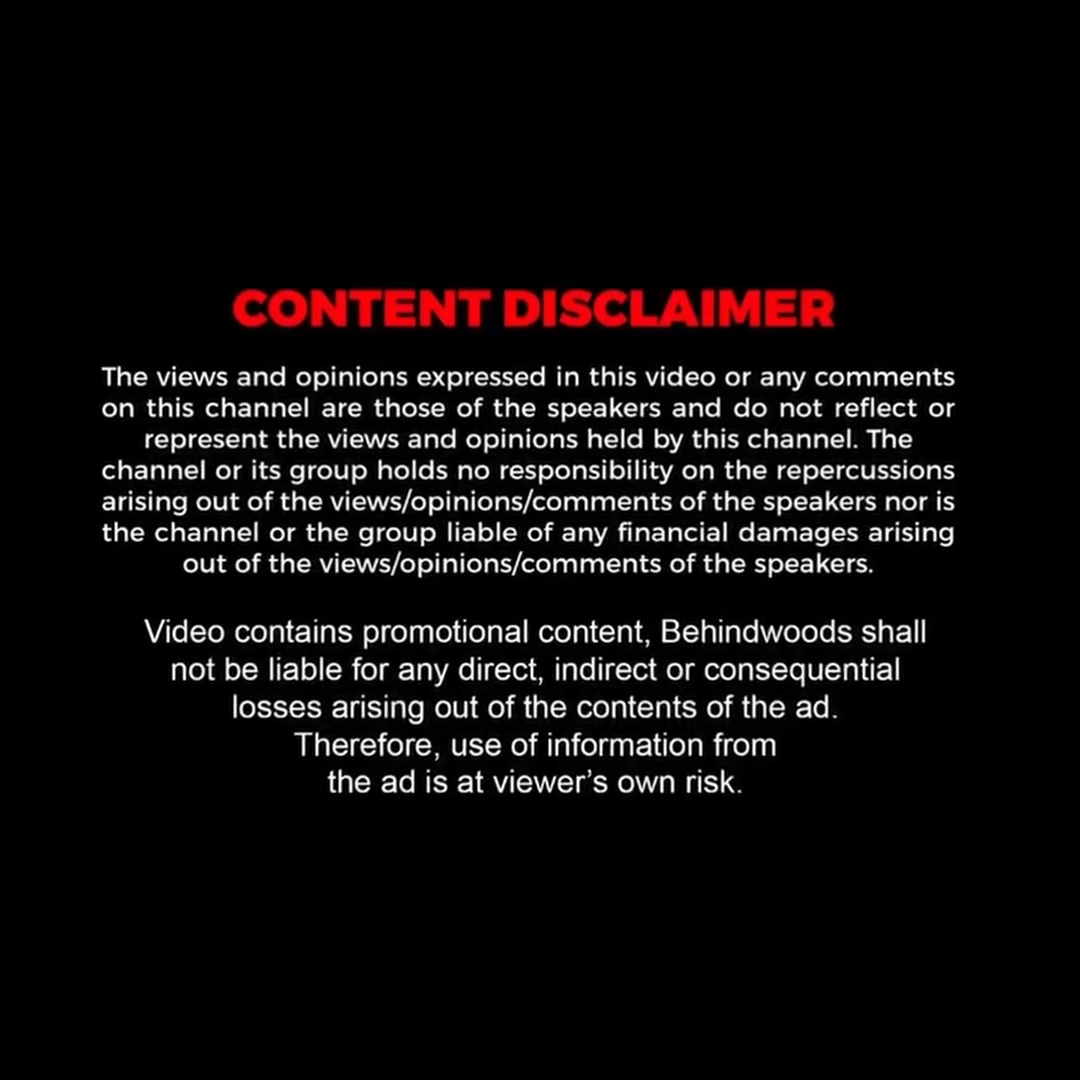 CONTENT DISCLAIMER
The views and opinions expressed in this video or any comments
on this channel are those of the speakers and do not reflect or
represent the views and opinions held by this channel. The
channel or its group holds no responsibility on the repercussions
arising out of the views/opinions/comments of the speakers nor is
the channel or the group liable of any financial damages arising
out of the views/opinions/comments of the speakers.
Video contains promotional content, Behindwoods shall
not be liable for any direct, indirect or consequential
losses arising out of the contents of the ad.
Therefore, use of information from
the ad is at viewer’s own risk.